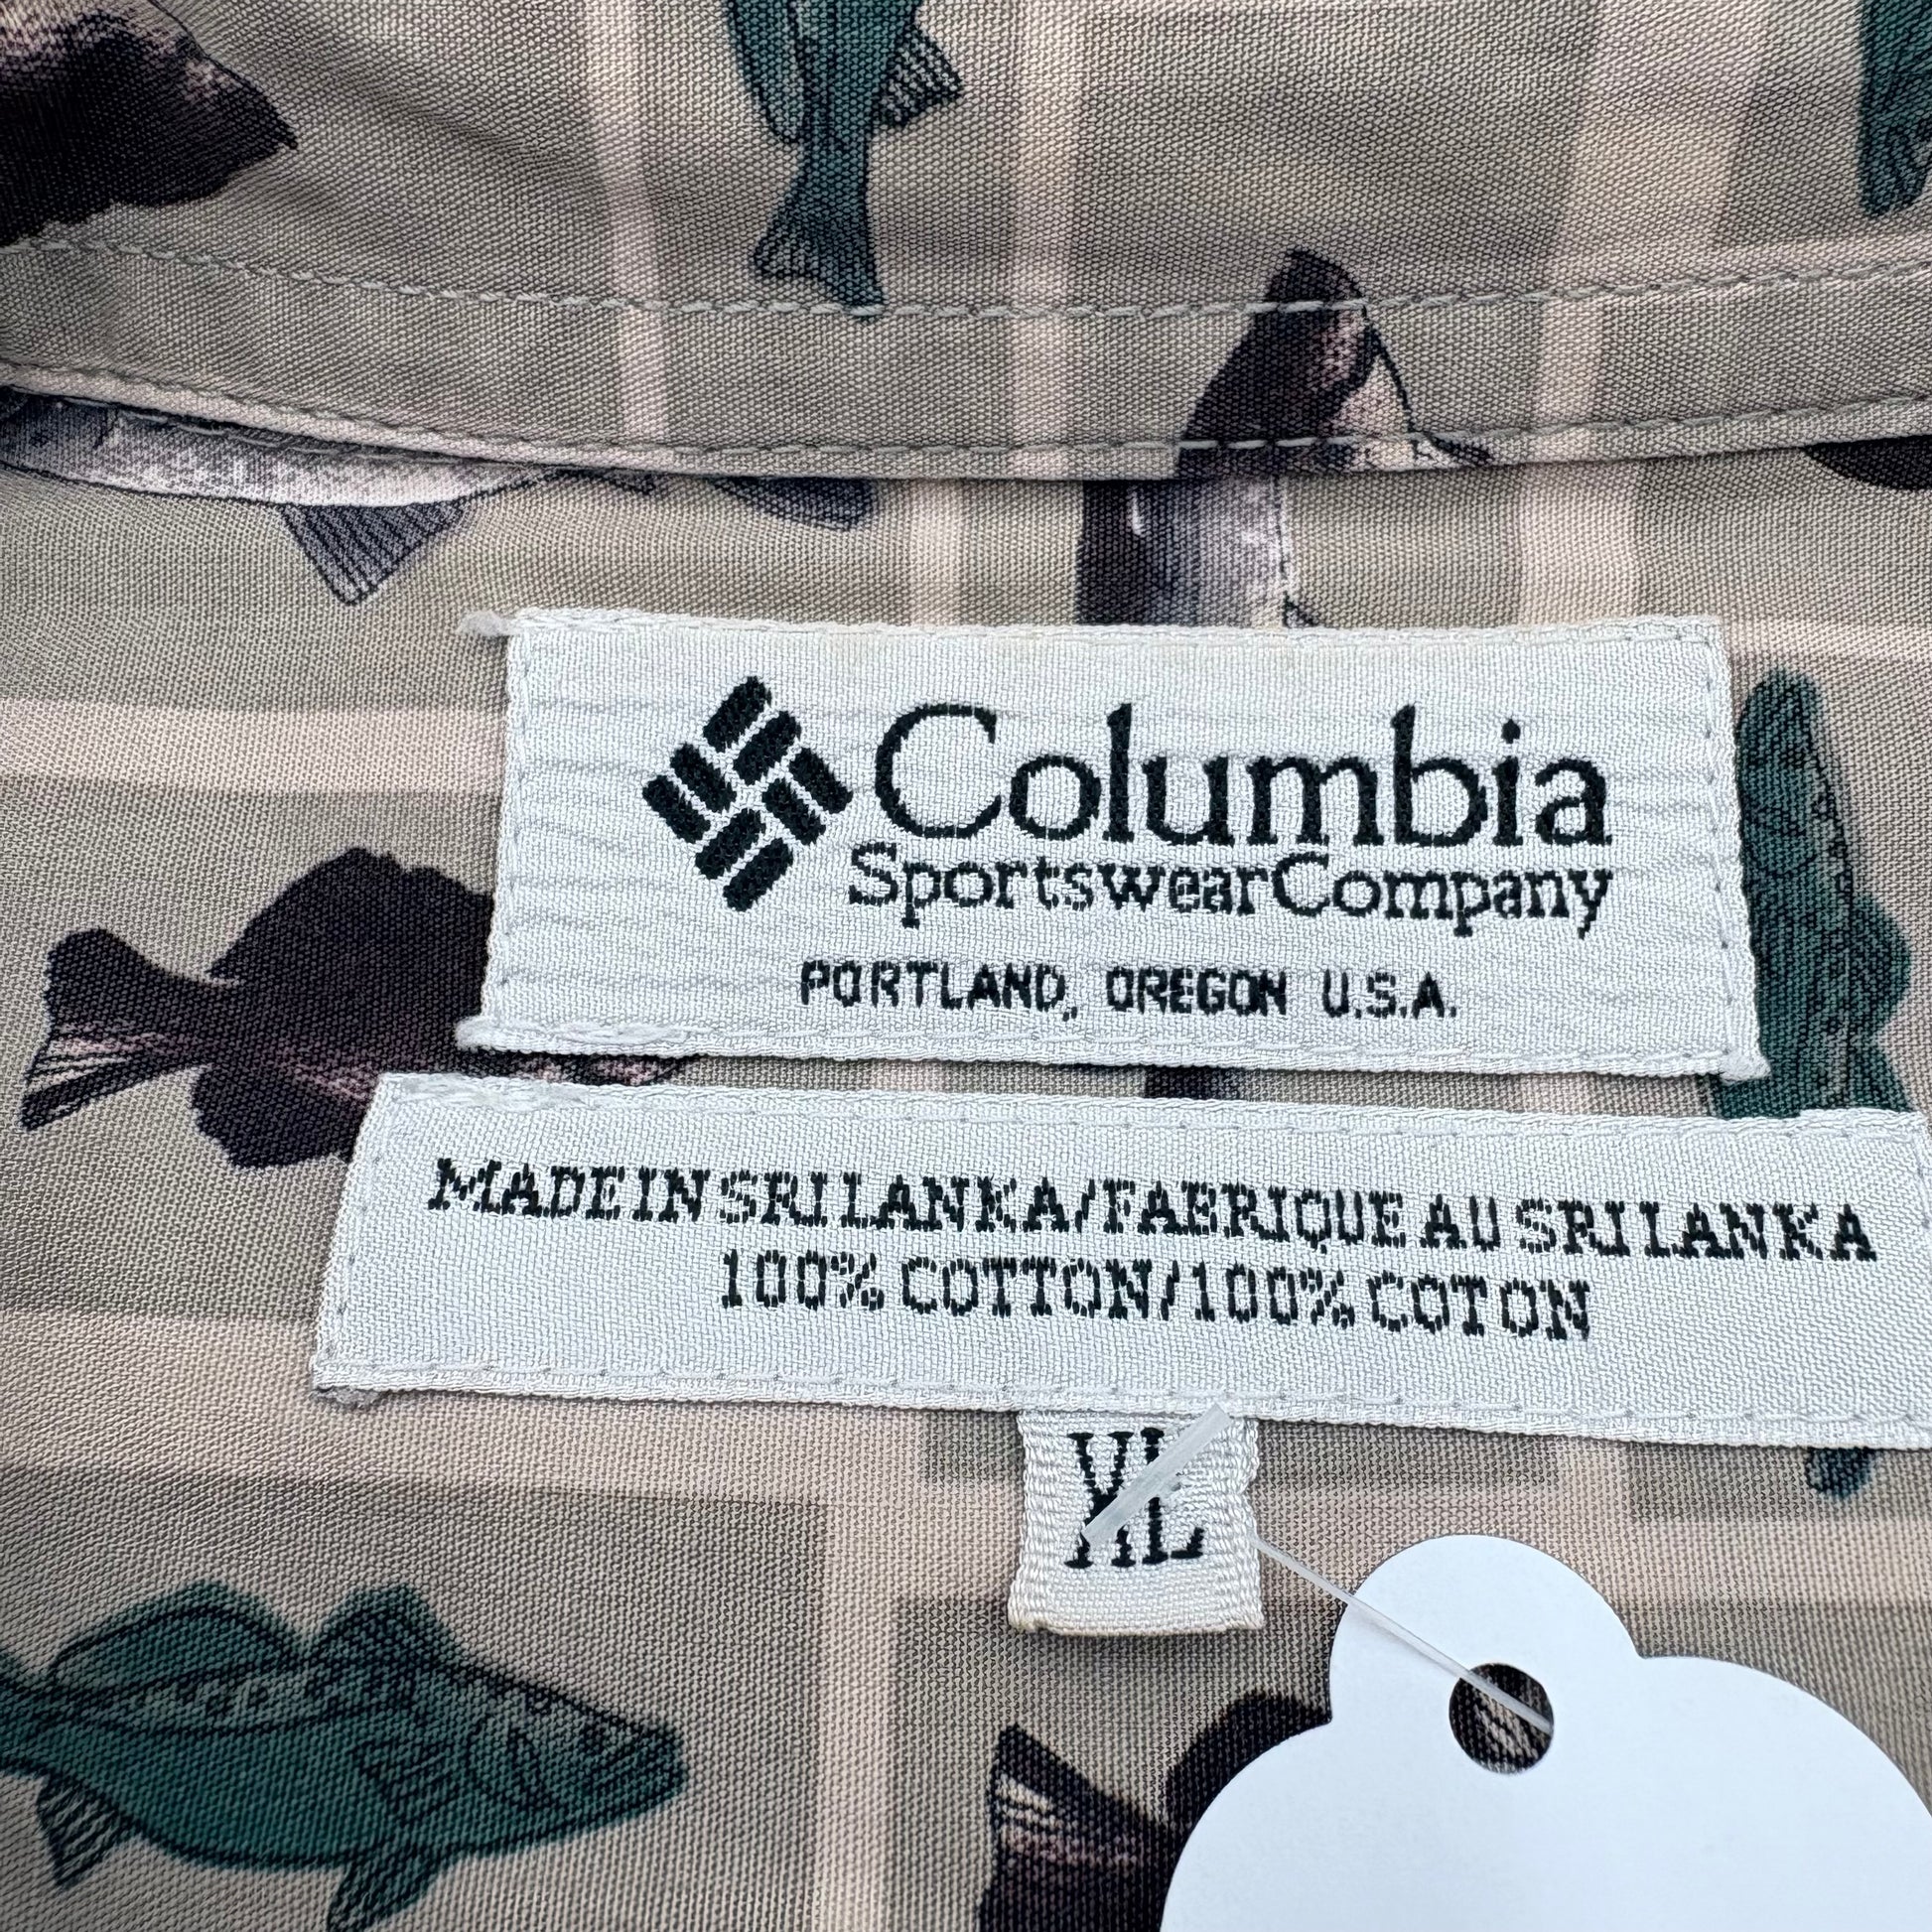 Columbia
SportswearCompany
PORTLAND, OREGON U.S.A.
MADE IN SRI LANKA/FABRIQUE AU SRI LANKA
100% COTTON/100% COTON
XL